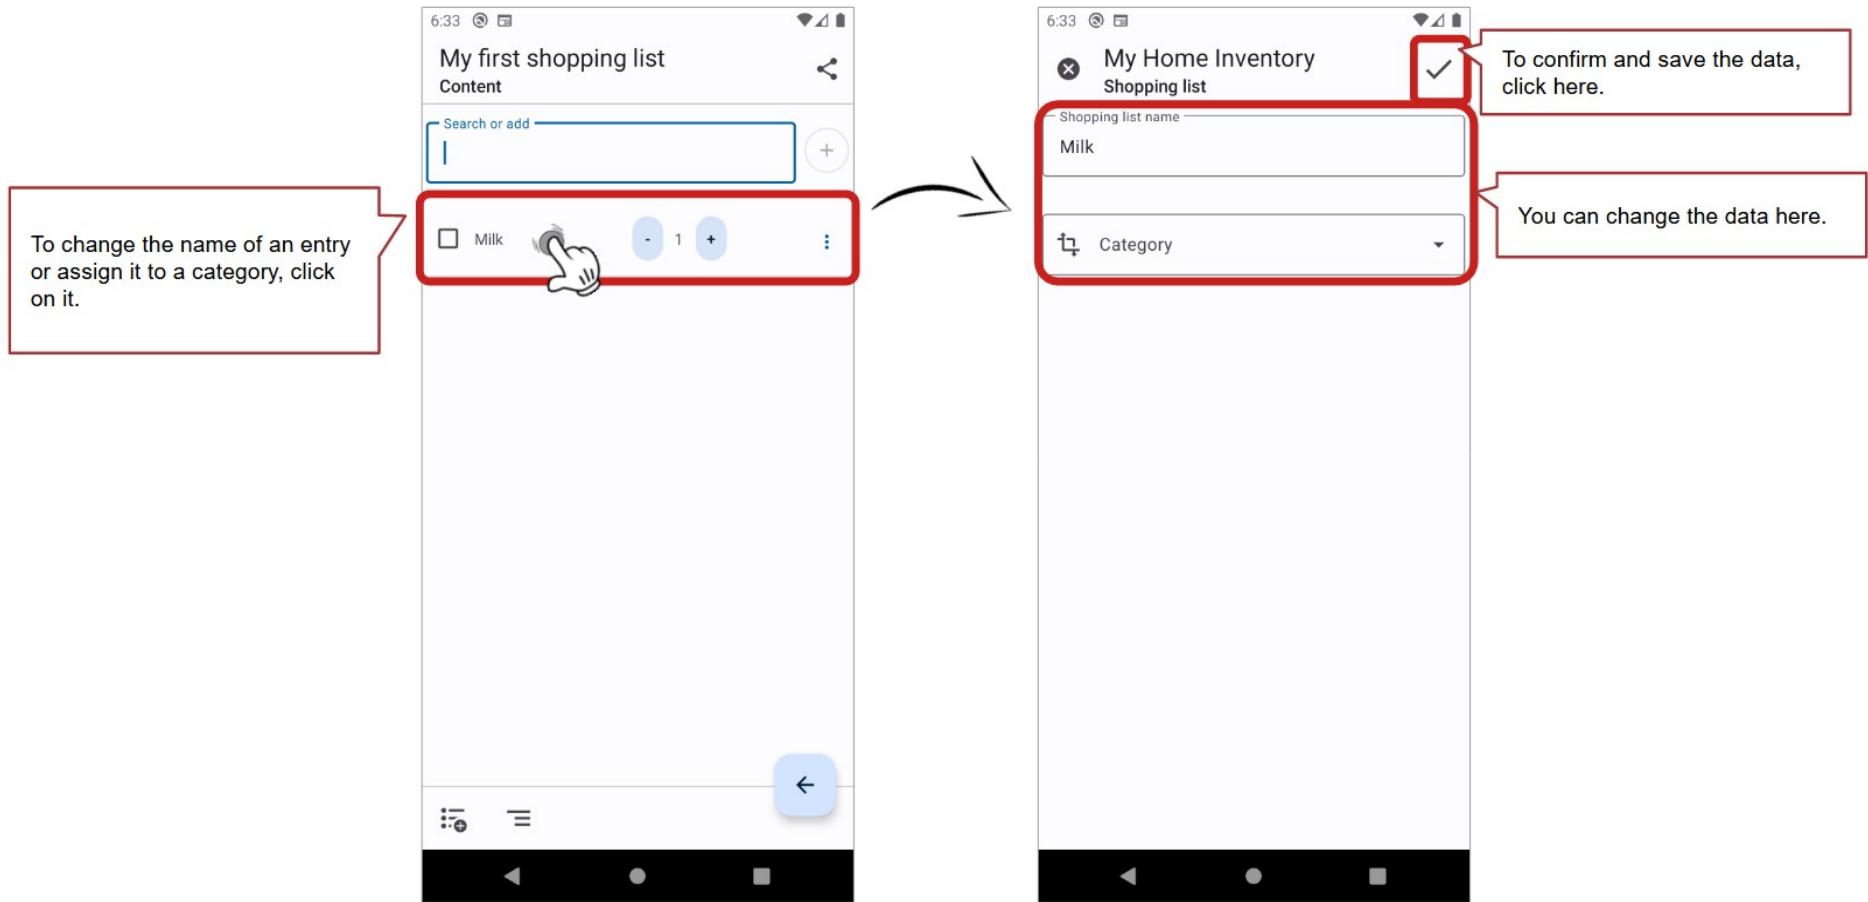 To change the name of an entry
or assign it to a category, click
on it.
6:33
My first shopping list
Content
Search or add
Milk
- 1 +
6:33
My Home Inventory
Shopping list
Shopping list name
Milk
Category
To confirm and save the data,
click here.
You can change the data here.